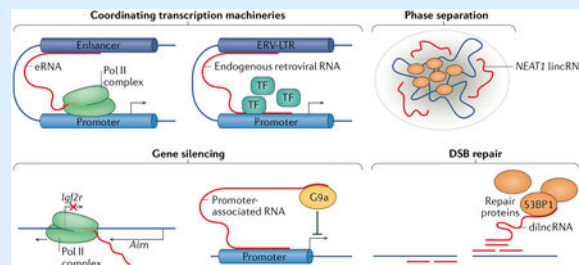 Coordinating transcription machineries
Phase separation
Enhancer
ERV-LTR
eRNA
Endogenous retroviral RNA
NEAT1 lincRN
Pol II
complex
TF
TF
TF
Promoter
Promoter
Gene silencing
DSB repair
Igf2r
Promoter-
associated RNA
G9a
Repair
proteins
53BP1
dilncRNA
Airn
Pol II
complex
Promoter